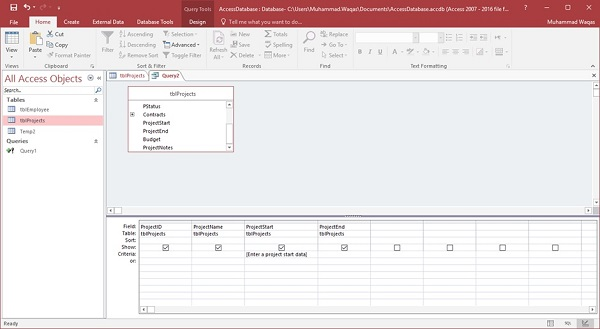 Query Tools
AccessDatabase : Database- C:\Users\Muhammad.Waqas\Documents\AccessDatabase.accdb (Access 2007 - 2016 file f...
Muhammad Waqas
File Home Create External Data Database Tools Design Tell me what you want to do...
View
Paste
Cut
Copy
Format Painter
Filter
Ascending
Descending
Remove Sort
Selection
Advanced
Toggle Filter
Refresh All
New
Save
Delete
Totals
Spelling
More
Find
Views Clipboard Sort & Filter Records Find Text Formatting
All Access Objects
Search...
Tables
tblEmployee
tblProjects
Temp2
Queries
Query1
tblProjects Query2
tblProjects
PStatus
Contracts
ProjectStart
ProjectEnd
Budget
ProjectNotes
Field: ProjectID ProjectName ProjectStart ProjectEnd
Table: tblProjects tblProjects tblProjects tblProjects
Sort:
Show:
Criteria: [Enter a project start data]
or:
Ready
SQL